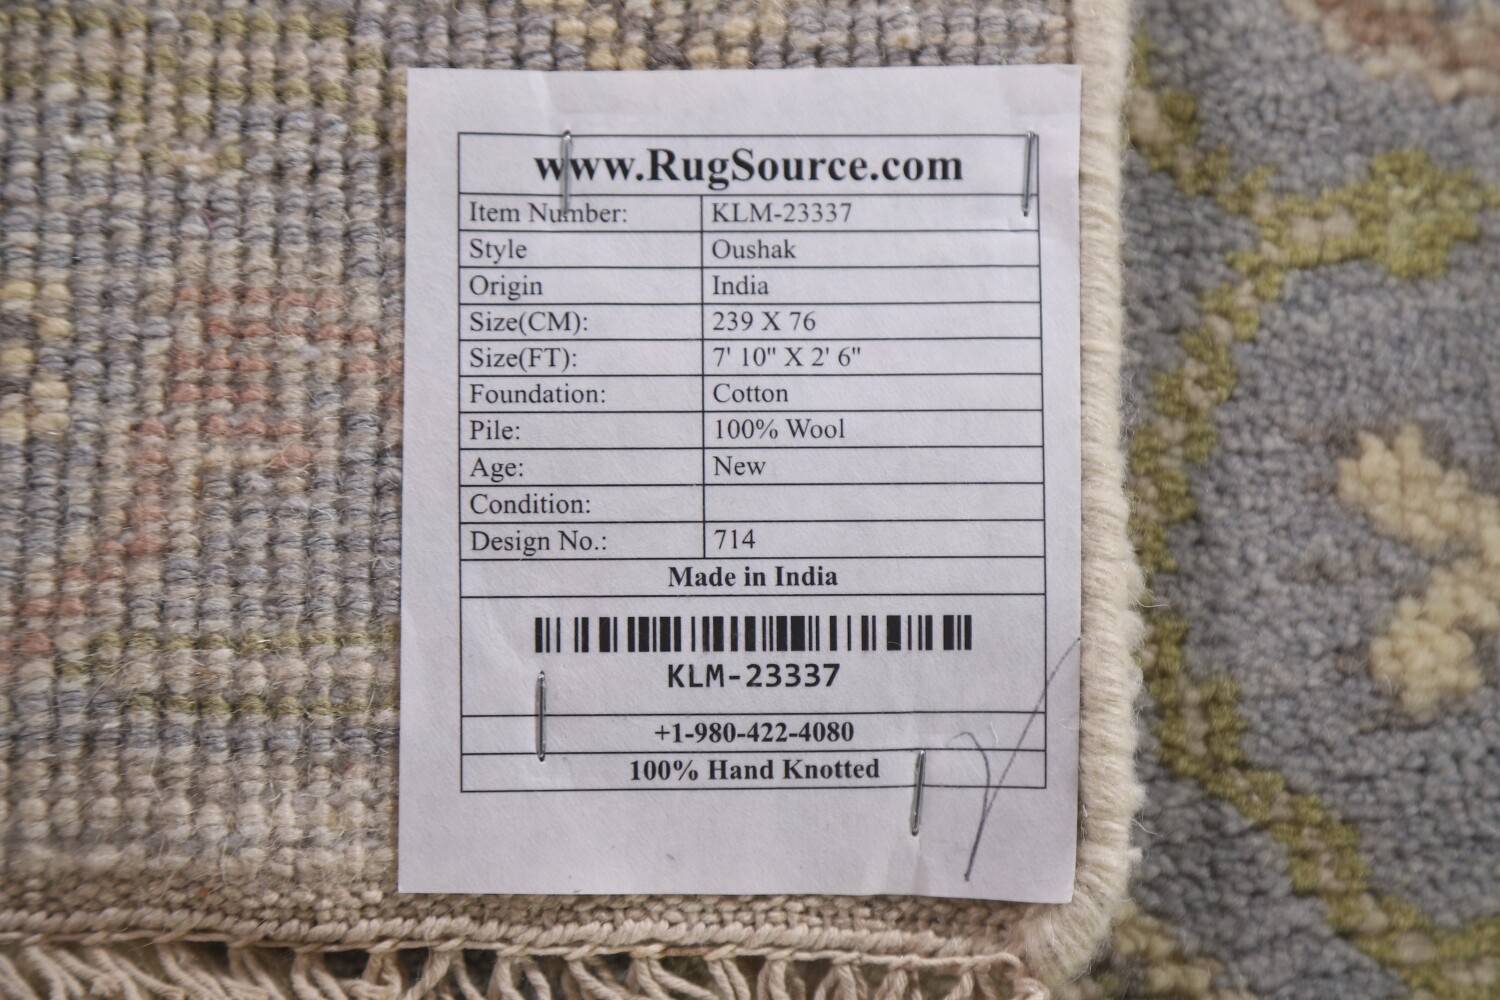 www.RugSource.com
Item Number: KLM-23337
Style Oushak
Origin India
Size(CM): 239 X 76
Size(FT): 7' 10" X 2' 6"
Foundation: Cotton
Pile: 100% Wool
Age: New
Condition:
Design No.: 714
Made in India
KLM-23337
+1-980-422-4080
100% Hand Knotted